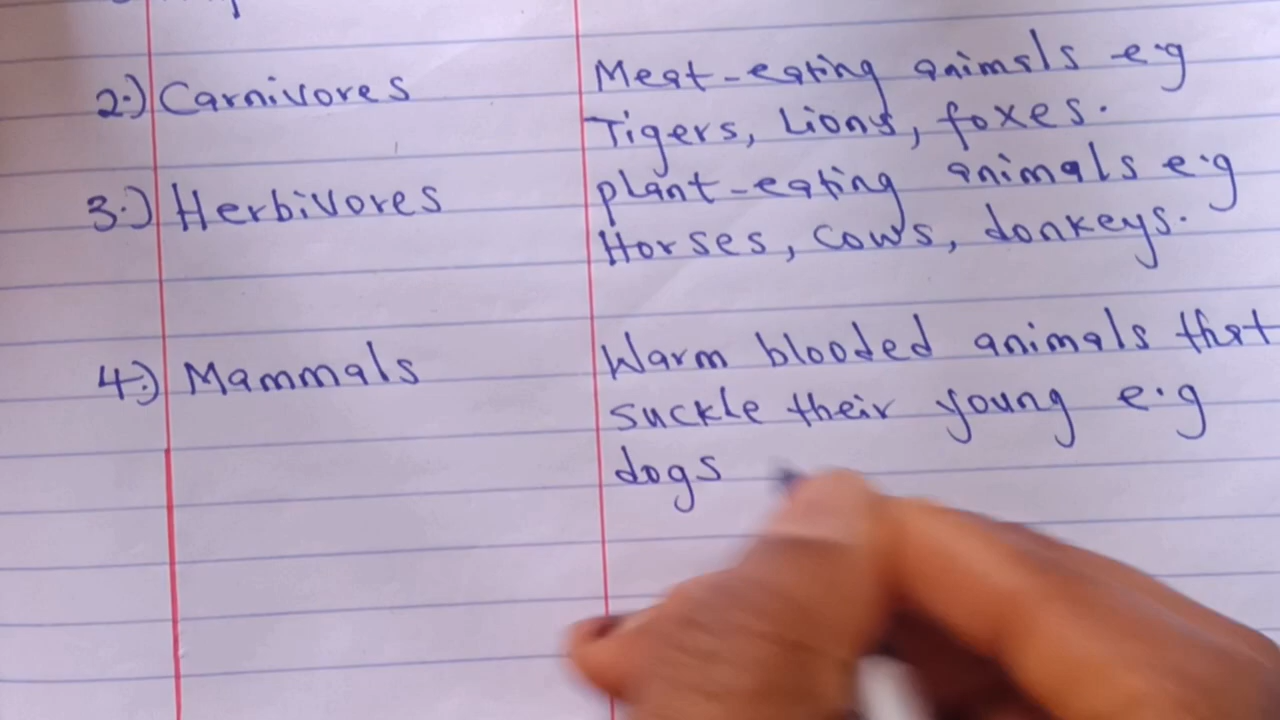 2.) Carnivores Meat-eating animals e.g
Tigers, Lions, foxes.
3.) Herbivores plant-eating animals e.g
Horses, cows, donkeys.
4.) Mammals Warm blooded animals that
suckle their young e.g
dogs